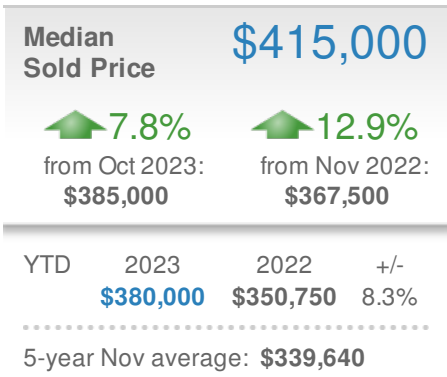 Median
Sold Price
$415,000
7.8%
from Oct 2023:
$385,000
12.9%
from Nov 2022:
$367,500
YTD 2023 2022 +/-
$380,000 $350,750 8.3%
5-year Nov average: $339,640